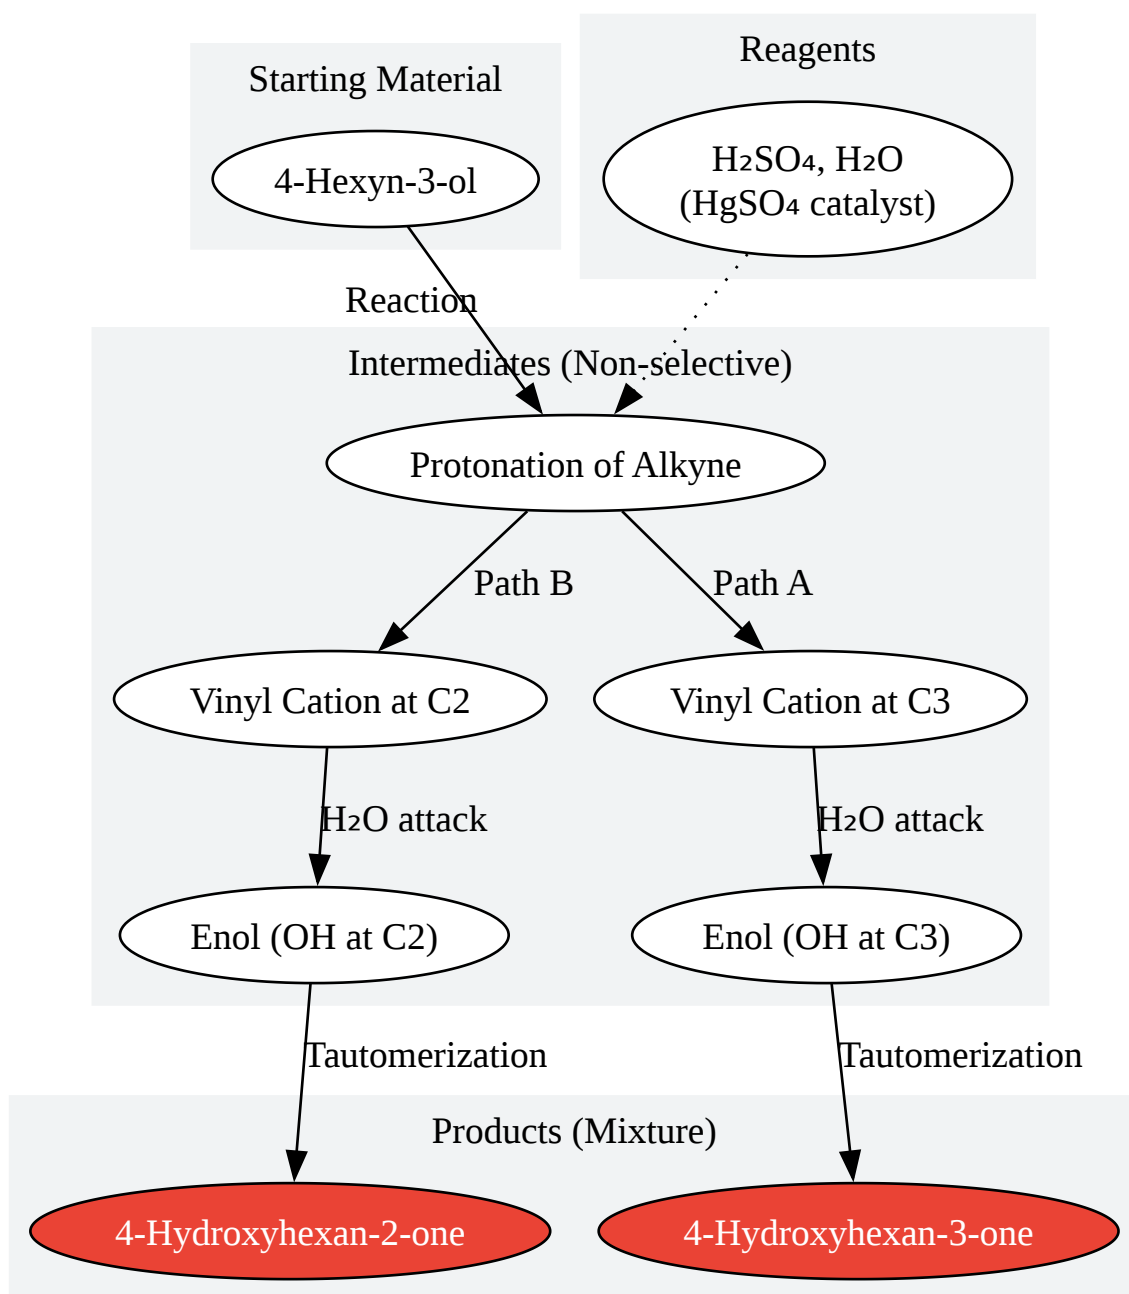 Starting Material
Reagents
4-Hexyn-3-ol
H₂SO₄, H₂O
(HgSO₄ catalyst)
Reaction
Intermediates (Non-selective)
Protonation of Alkyne
Path B
Path A
Vinyl Cation at C2
Vinyl Cation at C3
H₂O attack
H₂O attack
Enol (OH at C2)
Enol (OH at C3)
Tautomerization
Tautomerization
Products (Mixture)
4-Hydroxyhexan-2-one
4-Hydroxyhexan-3-one